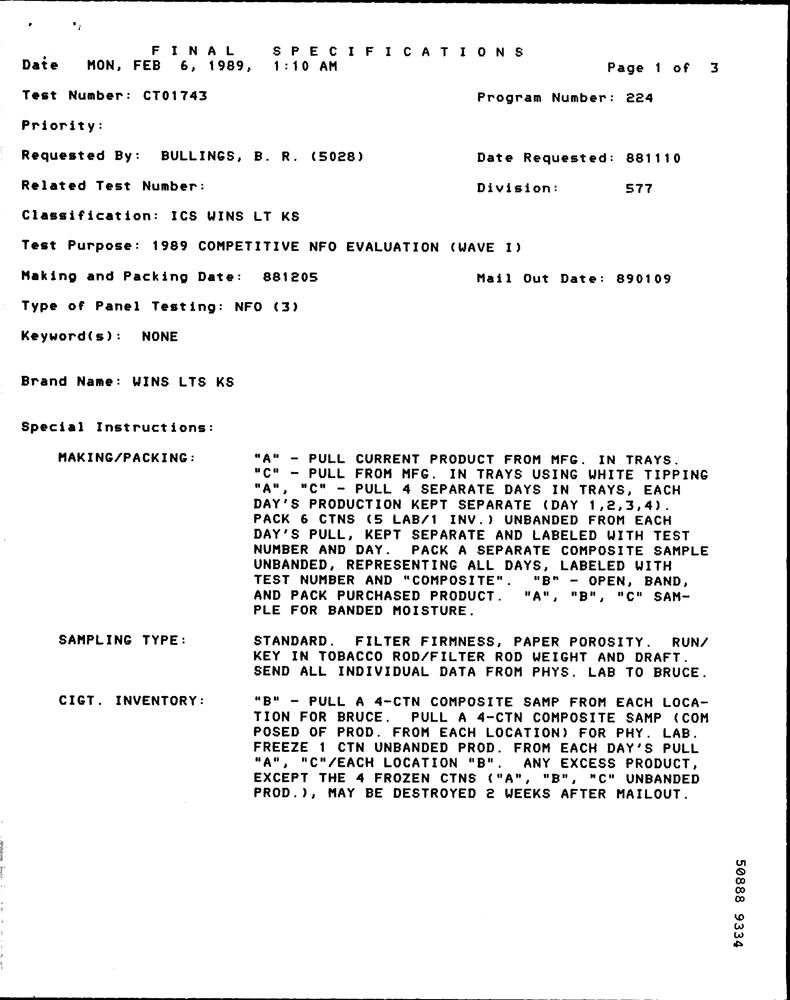 F I N A L   S P E C I F I C A T I O N S
Date   MON, FEB  6, 1989,  1:10 AM   Page 1 of  3
Test Number: CT01743   Program Number: 224
Priority:
Requested By:  BULLINGS, B. R. (5028)   Date Requested: 881110
Related Test Number:   Division:   577
Classification: ICS WINS LT KS
Test Purpose: 1989 COMPETITIVE NFO EVALUATION (WAVE I)
Making and Packing Date:  881205   Mail Out Date: 890109
Type of Panel Testing: NFO (3)
Keyword(s):  NONE
Brand Name: WINS LTS KS
Special Instructions:
MAKING/PACKING:   "A" - PULL CURRENT PRODUCT FROM MFG. IN TRAYS.
"C" - PULL FROM MFG. IN TRAYS USING WHITE TIPPING
"A", "C" - PULL 4 SEPARATE DAYS IN TRAYS, EACH
DAY'S PRODUCTION KEPT SEPARATE (DAY 1,2,3,4).
PACK 6 CTNS (5 LAB/1 INV.) UNBANDED FROM EACH
DAY'S PULL, KEPT SEPARATE AND LABELED WITH TEST
NUMBER AND DAY.  PACK A SEPARATE COMPOSITE SAMPLE
UNBANDED, REPRESENTING ALL DAYS, LABELED WITH
TEST NUMBER AND "COMPOSITE".  "B" - OPEN, BAND,
AND PACK PURCHASED PRODUCT.  "A", "B", "C" SAM-
PLE FOR BANDED MOISTURE.
SAMPLING TYPE:   STANDARD.  FILTER FIRMNESS, PAPER POROSITY.  RUN/
KEY IN TOBACCO ROD/FILTER ROD WEIGHT AND DRAFT.
SEND ALL INDIVIDUAL DATA FROM PHYS. LAB TO BRUCE.
CIGT. INVENTORY:   "B" - PULL A 4-CTN COMPOSITE SAMP FROM EACH LOCA-
TION FOR BRUCE.  PULL A 4-CTN COMPOSITE SAMP (COM
POSED OF PROD. FROM EACH LOCATION) FOR PHY. LAB.
FREEZE 1 CTN UNBANDED PROD. FROM EACH DAY'S PULL
"A", "C"/EACH LOCATION "B".  ANY EXCESS PRODUCT,
EXCEPT THE 4 FROZEN CTNS ("A", "B", "C" UNBANDED
PROD.), MAY BE DESTROYED 2 WEEKS AFTER MAILOUT.
50888 9334